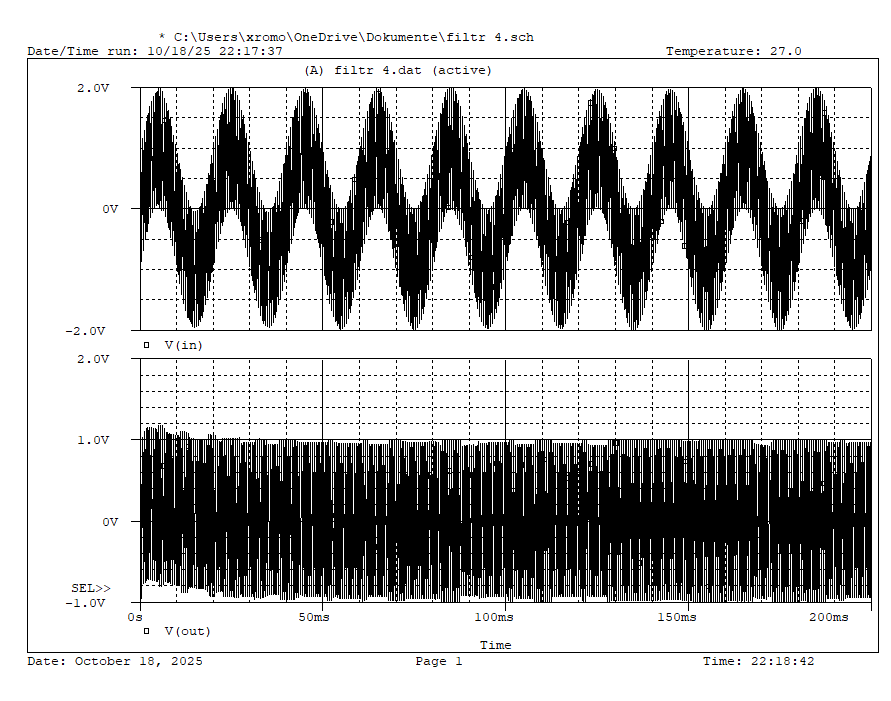 * C:\Users\xromo\OneDrive\Dokumente\filtr 4.sch
Date/Time run: 10/18/25 22:17:37 Temperature: 27.0
(A) filtr 4.dat (active)
2.0V
0V
-2.0V
V(in)
2.0V
1.0V
0V
SEL>>
-1.0V
0s 50ms 100ms 150ms 200ms
V(out)
Time
Date: October 18, 2025 Page 1 Time: 22:18:42